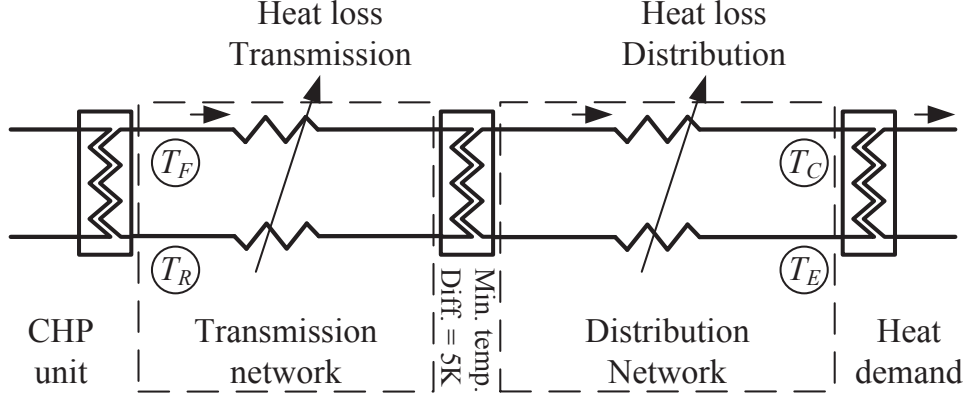 Heat loss
Transmission
Heat loss
Distribution
T_F
T_C
T_R
T_E
CHP
unit
Transmission
network
Min. temp.
Diff. = 5K
Distribution
Network
Heat
demand